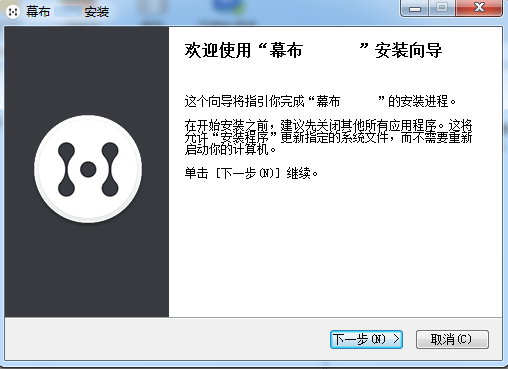 幕布 安装
欢迎使用“幕布 ”安装向导
这个向导将指引你完成“幕布 ”的安装进程。
在开始安装之前，建议先关闭其他所有应用程序。这将
允许“安装程序”更新指定的系统文件，而不需要重新
启动你的计算机。
单击 [下一步(N)] 继续。
下一步(N) >
取消(C)